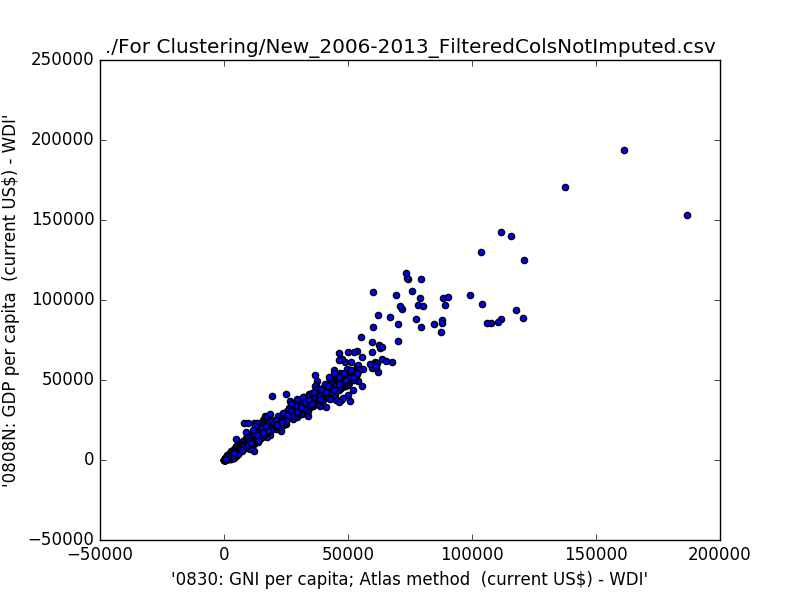 ./For Clustering/New_2006-2013_FilteredColsNotImputed.csv
250000
200000
150000
100000
50000
0
−50000
'0808N: GDP per capita  (current US$) - WDI'
−50000 0 50000 100000 150000 200000
'0830: GNI per capita; Atlas method  (current US$) - WDI'